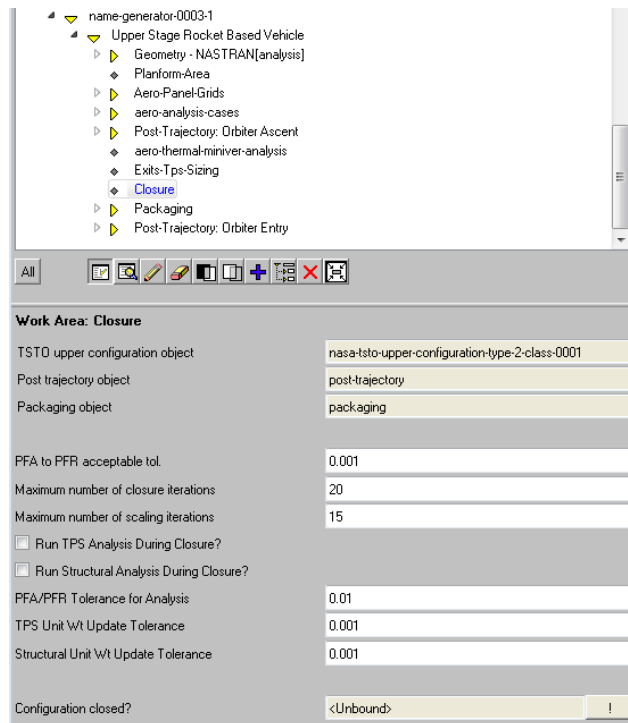 name-generator-0003-1
Upper Stage Rocket Based Vehicle
Geometry - NASTRAN[analysis]
Planform-Area
Aero-Panel-Grids
aero-analysis-cases
Post-Trajectory: Orbiter Ascent
aero-thermal-miniver-analysis
Exits-Tps-Sizing
Closure
Packaging
Post-Trajectory: Orbiter Entry
All
Work Area: Closure
TSTO upper configuration object nasa-tsto-upper-configuration-type-2-class-0001
Post trajectory object post-trajectory
Packaging object packaging
PFA to PFR acceptable tol. 0.001
Maximum number of closure iterations 20
Maximum number of scaling iterations 15
Run TPS Analysis During Closure?
Run Structural Analysis During Closure?
PFA/PFR Tolerance for Analysis 0.01
TPS Unit Wt Update Tolerance 0.001
Structural Unit Wt Update Tolerance 0.001
Configuration closed? <Unbound> !